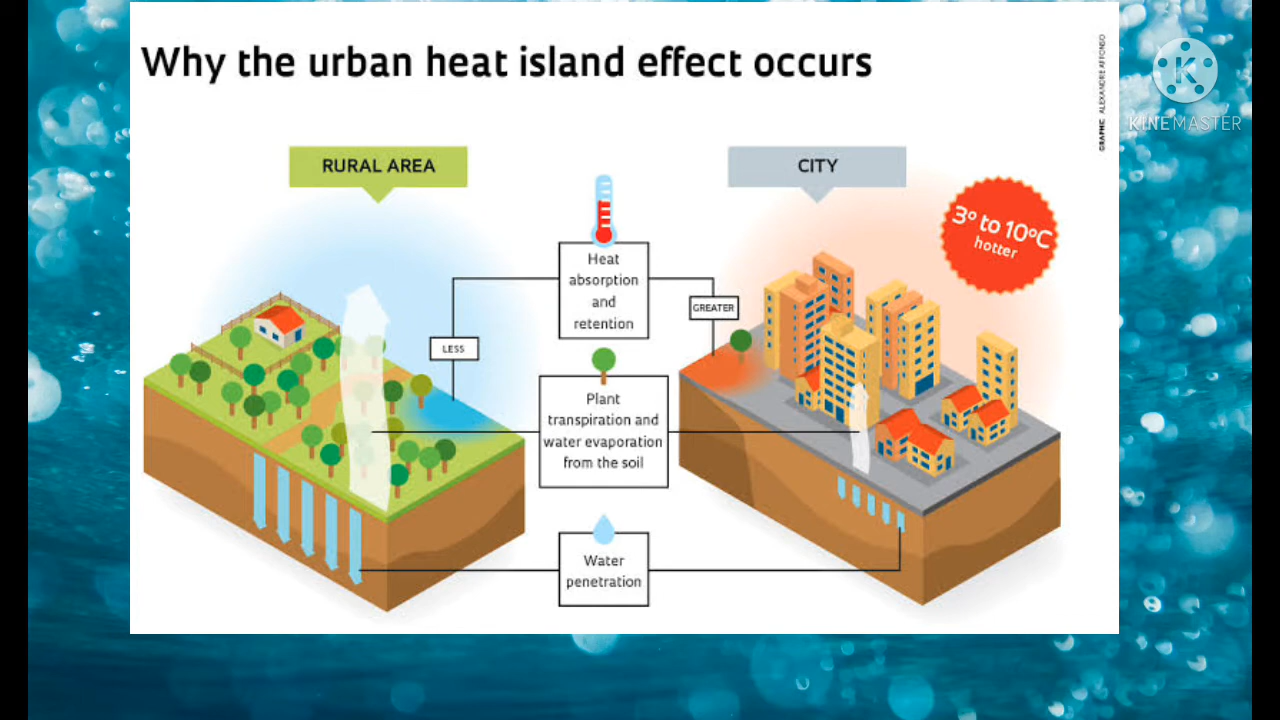 Why the urban heat island effect occurs
GRAPHIC ALEXANDRE AFFONSO
KINEMASTER
RURAL AREA
CITY
3º to 10ºC
hotter
Heat
absorption
and
retention
LESS
GREATER
Plant
transpiration and
water evaporation
from the soil
Water
penetration